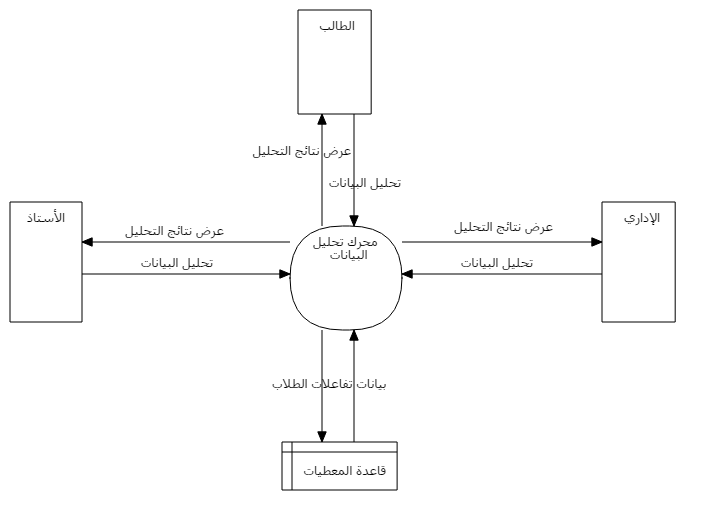 الطالب
عرض نتائج التحليل
تحليل البيانات
الأستاذ
عرض نتائج التحليل
تحليل البيانات
محرك تحليل
البيانات
عرض نتائج التحليل
تحليل البيانات
الإداري
بيانات تفاعلات الطلاب
قاعدة المعطيات